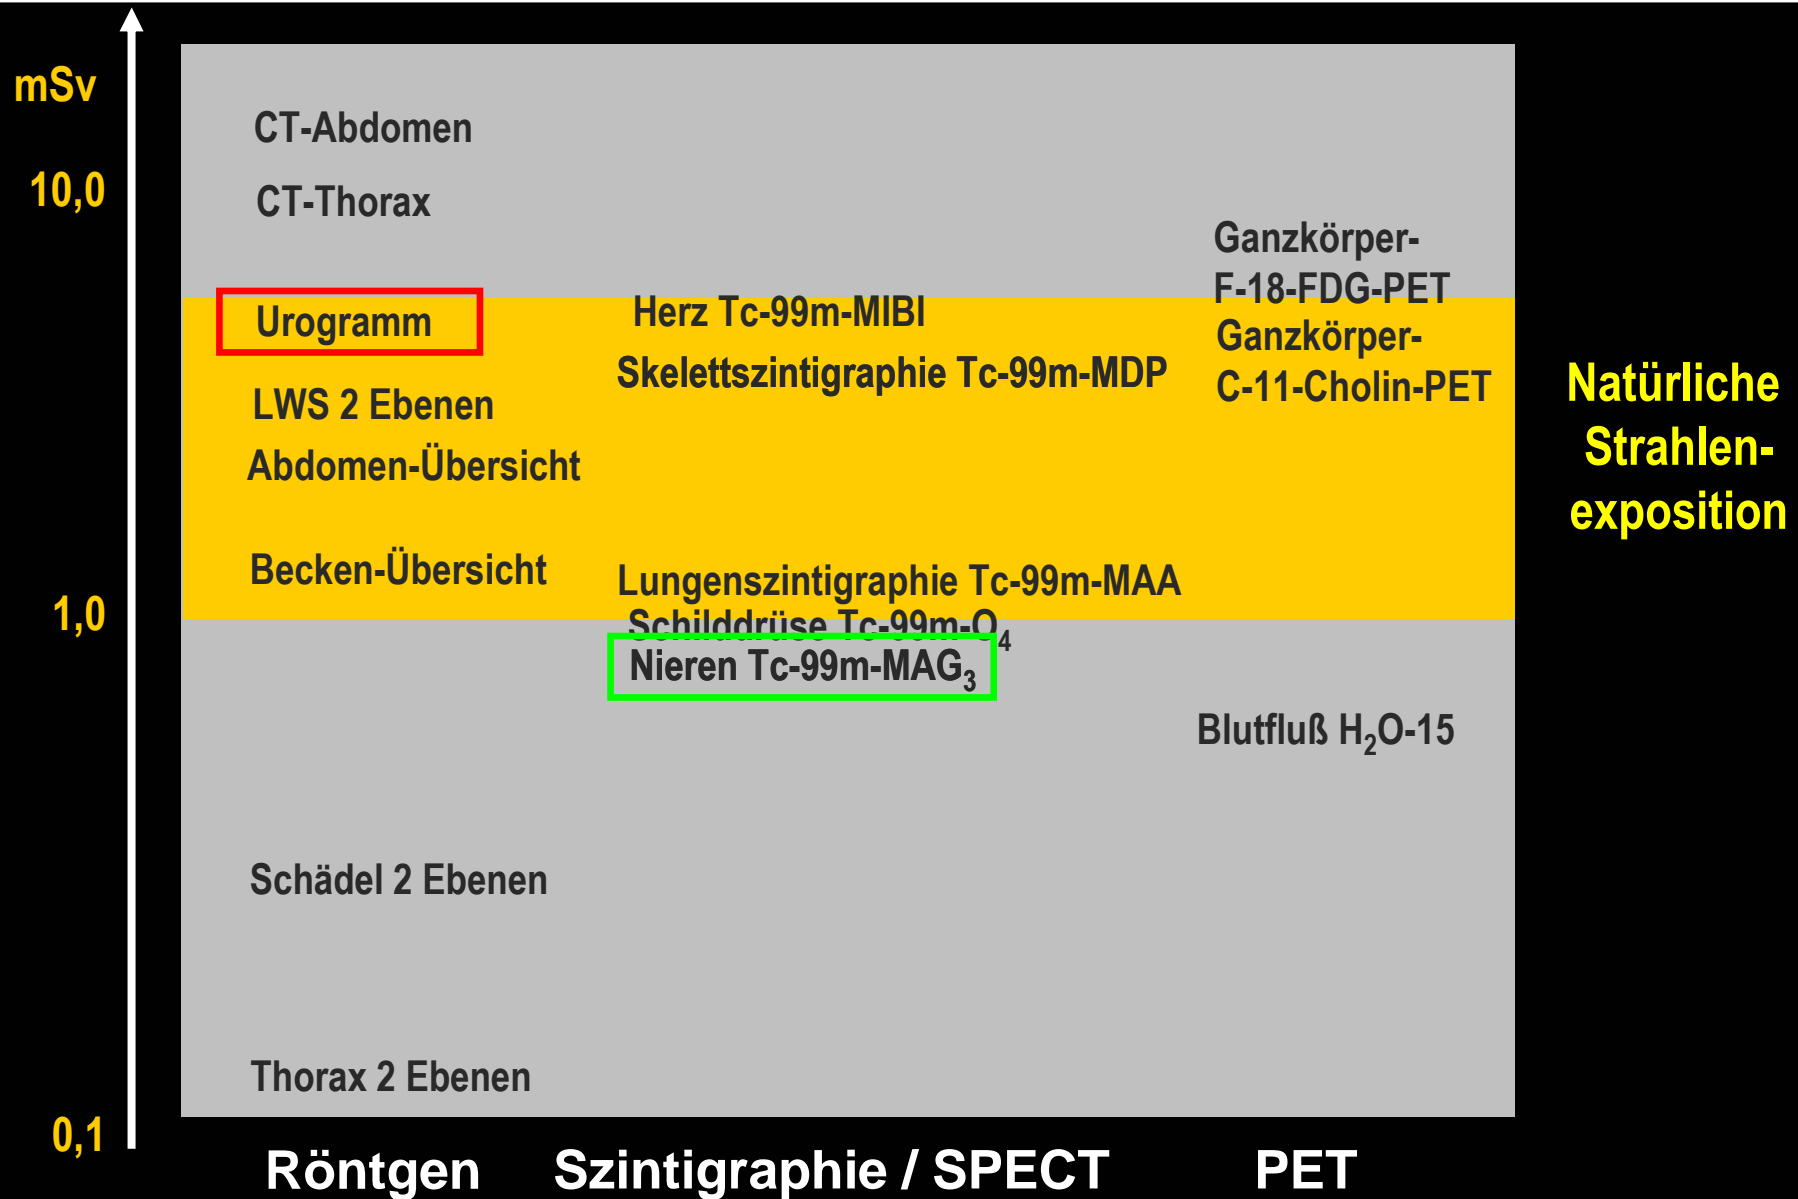 mSv
10,0
1,0
0,1
CT-Abdomen
CT-Thorax
Urogramm
LWS 2 Ebenen
Abdomen-Übersicht
Becken-Übersicht
Schädel 2 Ebenen
Thorax 2 Ebenen
Herz Tc-99m-MIBI
Skelettszintigraphie Tc-99m-MDP
Lungenszintigraphie Tc-99m-MAA
Schilddrüse Tc-99m-O₄
Nieren Tc-99m-MAG₃
Ganzkörper-
F-18-FDG-PET
Ganzkörper-
C-11-Cholin-PET
Blutfluß H₂O-15
Natürliche
Strahlen-
exposition
Röntgen
Szintigraphie / SPECT
PET